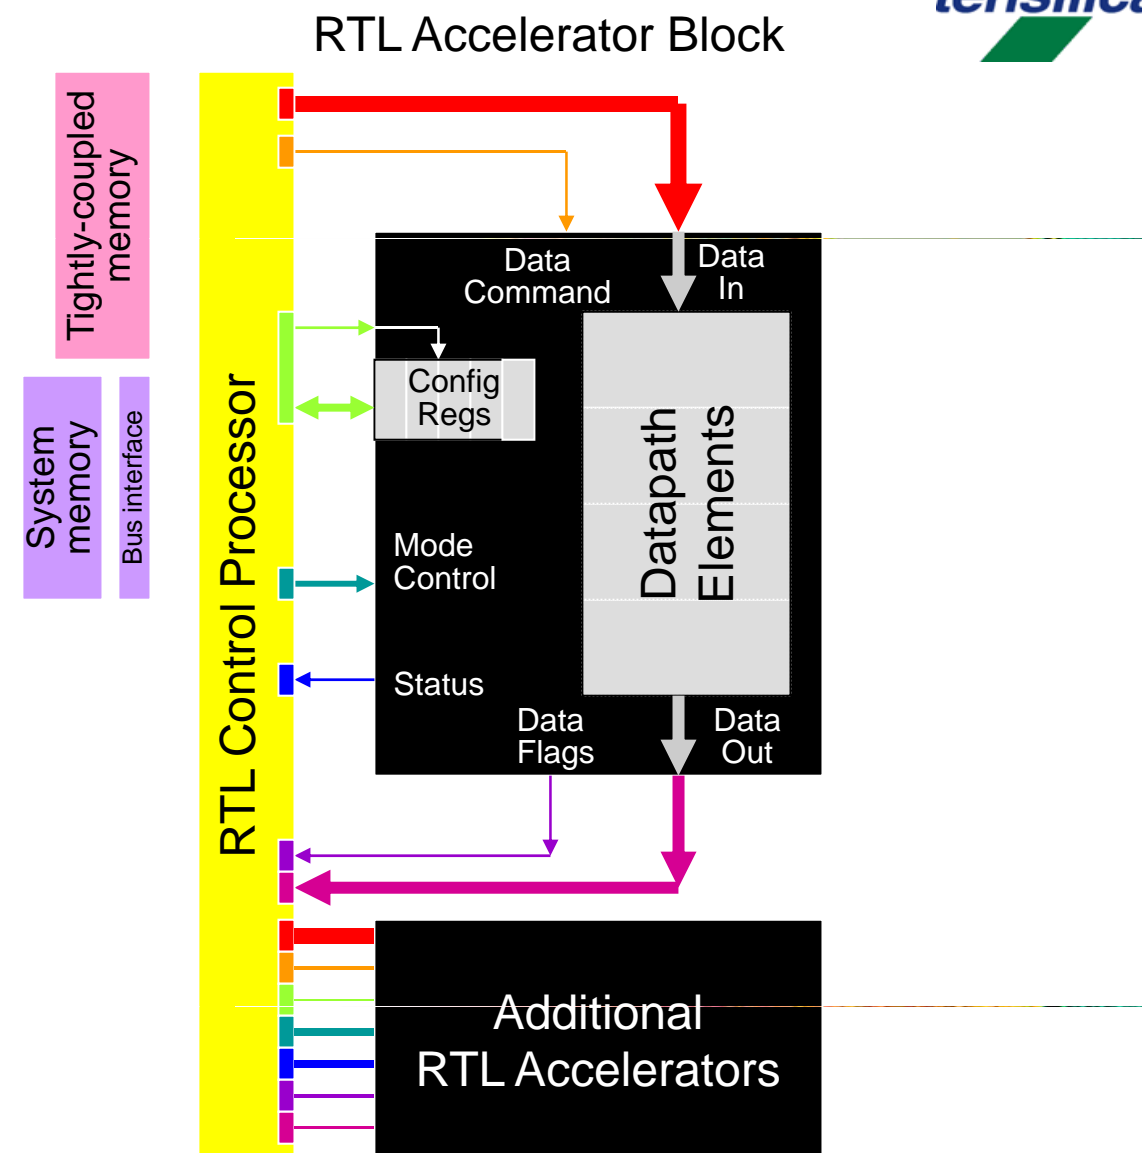 RTL Accelerator Block
Tightly-coupled
memory
System
memory
Bus interface
RTL Control Processor
Data
Command
Data
In
Config
Regs
Datapath
Elements
Mode
Control
Status
Data
Flags
Data
Out
Additional
RTL Accelerators